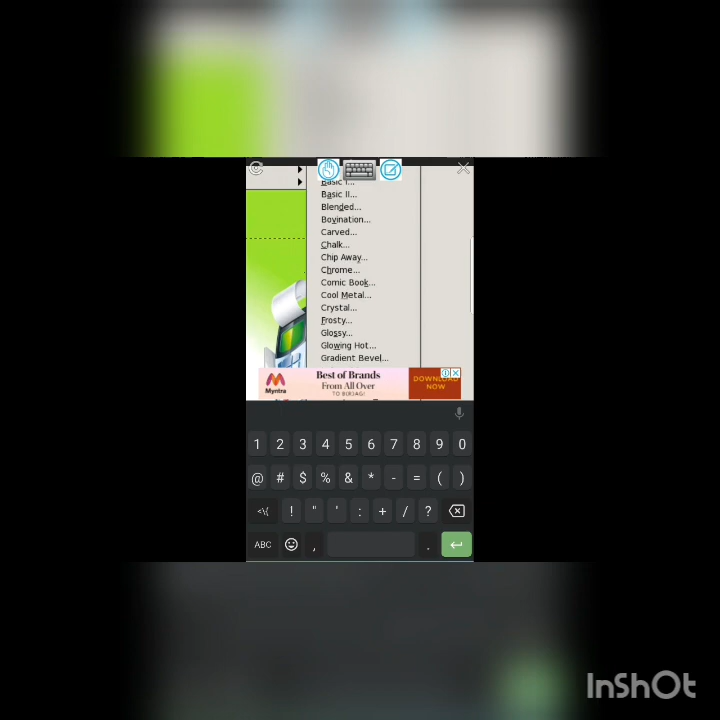 Basic I...
Basic II...
Blended...
Bovination...
Carved...
Chalk...
Chip Away...
Chrome...
Comic Book...
Cool Metal...
Crystal...
Frosty...
Glossy...
Glowing Hot...
Gradient Bevel...
Myntra
Best of Brands
From All Over
TO B(R)AG!
DOWNLOAD
NOW
1 2 3 4 5 6 7 8 9 0
@ # $ % & * - = ( )
<\{ ! " ' : + / ?
ABC , .
InShOt